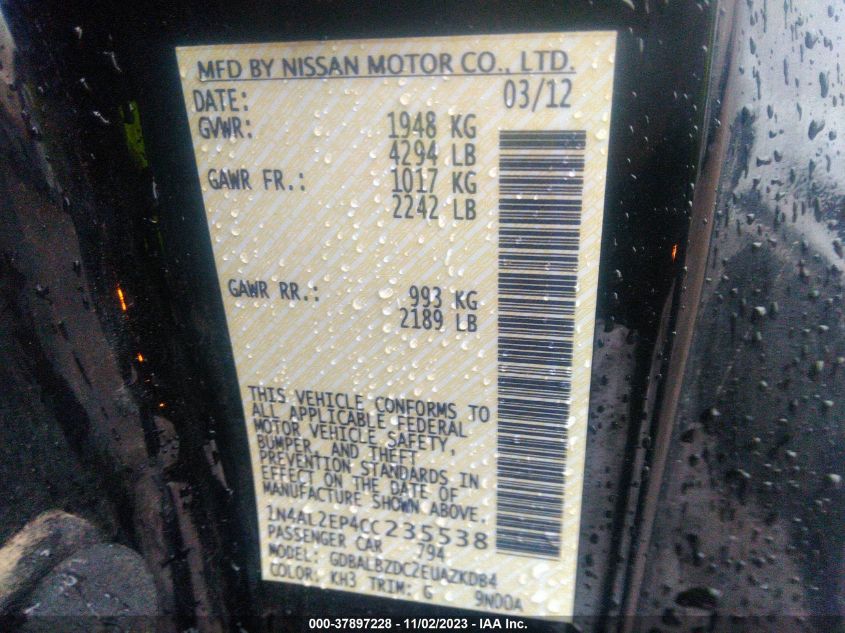 MFD BY NISSAN MOTOR CO., LTD.
DATE: 03/12
GVWR: 1948 KG
4294 LB
GAWR FR.: 1017 KG
2242 LB
GAWR RR.: 993 KG
2189 LB
THIS VEHICLE CONFORMS TO
ALL APPLICABLE FEDERAL
MOTOR VEHICLE SAFETY,
BUMPER, AND THEFT
PREVENTION STANDARDS IN
EFFECT ON THE DATE OF
MANUFACTURE SHOWN ABOVE.
1N4AL2EP4CC235538
PASSENGER CAR 794
MODEL: GDBALBZDC2EUAZKDB4
COLOR: KH3 TRIM: G 9N00A
000-37897228 - 11/02/2023 - IAA Inc.